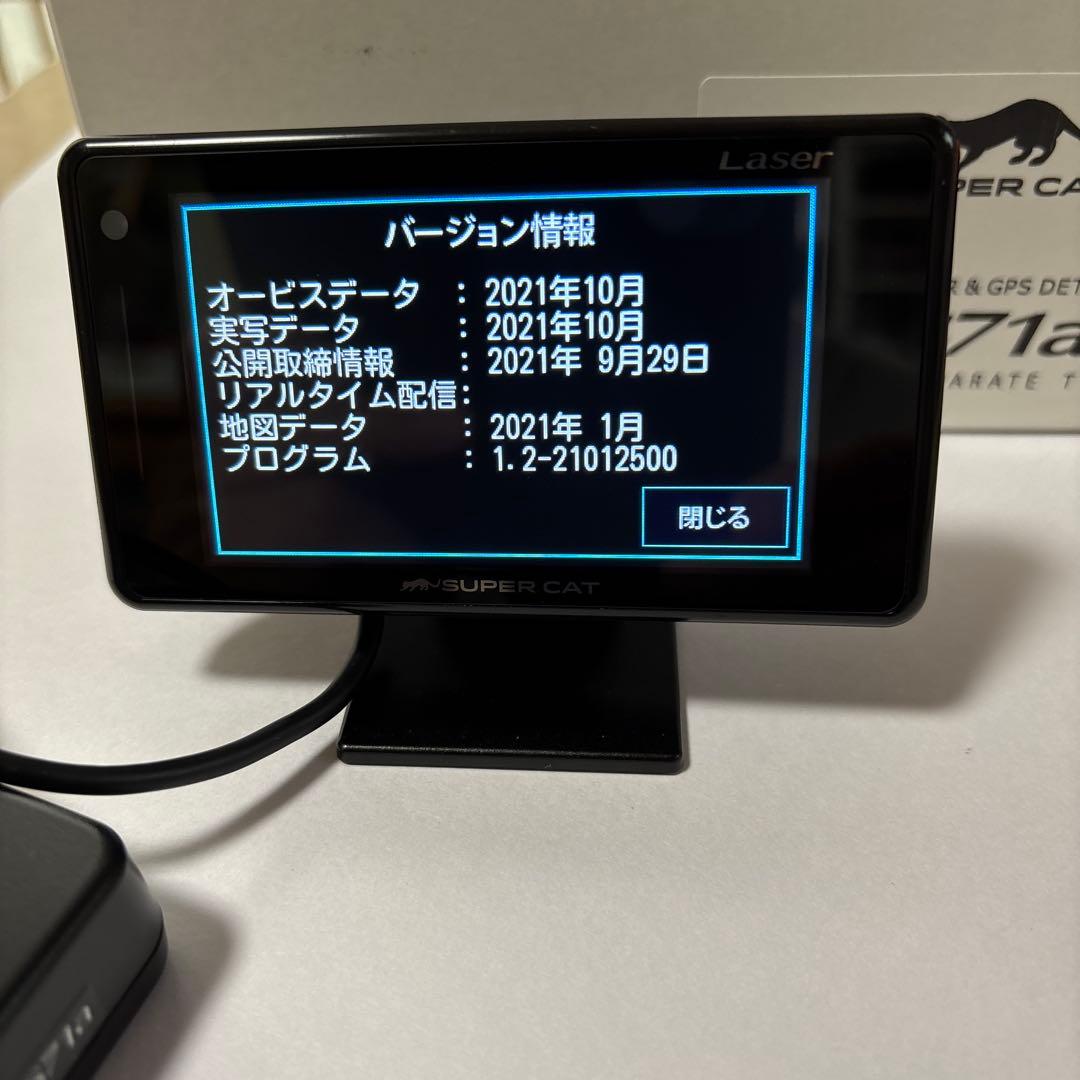 Laser
バージョン情報
オービスデータ : 2021年10月
実写データ : 2021年10月
公開取締情報 : 2021年 9月29日
リアルタイム配信:
地図データ : 2021年 1月
プログラム : 1.2-21012500
閉じる
SUPER CAT
PER CA
R & GPS DET
71a
ARATE T
71a